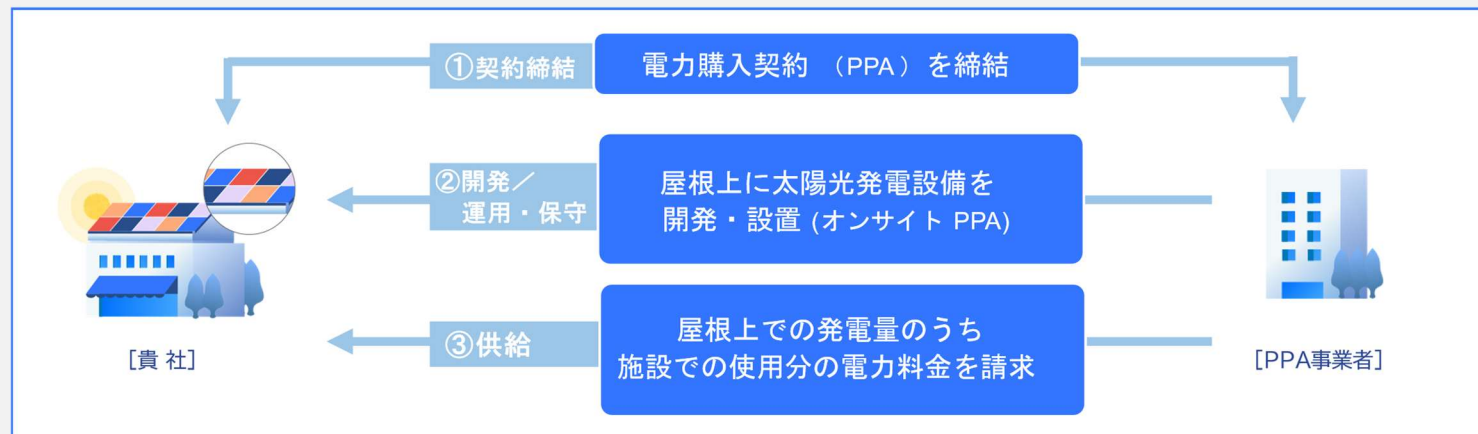 ①契約締結
電力購入契約 （PPA）を締結
②開発／
運用・保守
屋根上に太陽光発電設備を
開発・設置 (オンサイト PPA)
③供給
屋根上での発電量のうち
施設での使用分の電力料金を請求
[貴 社]
[PPA事業者]